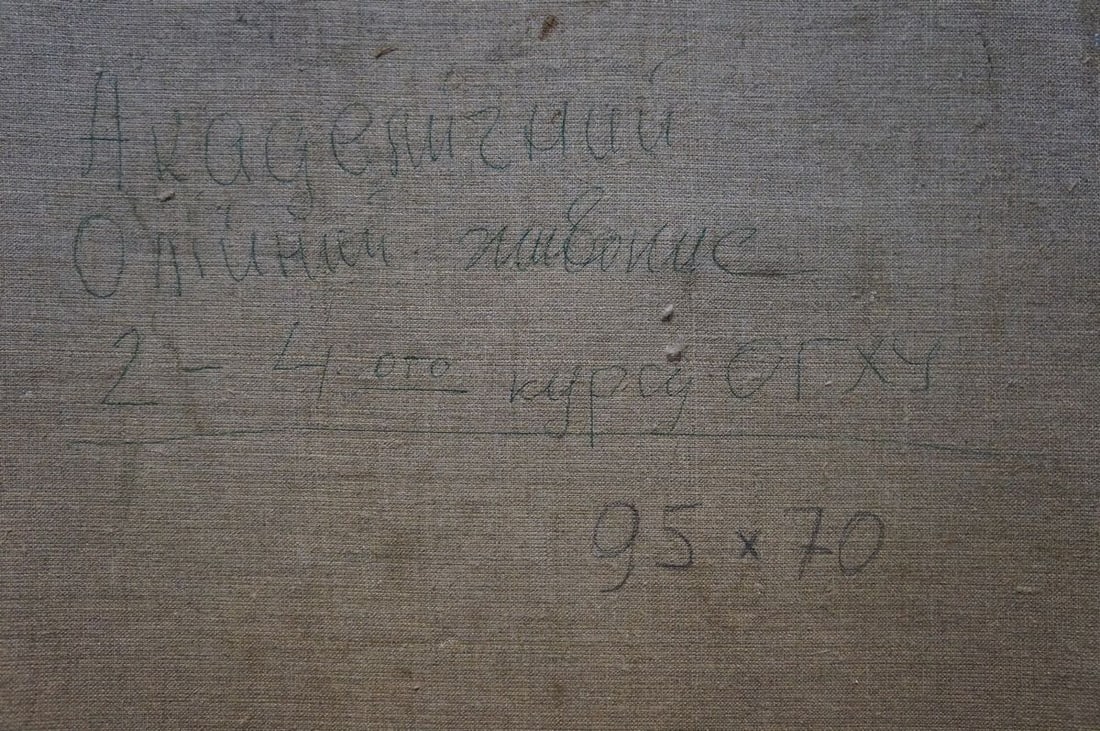 Академічний
Олійний живопис
2 - 4 ого курсу ОГХУ
95 x 70